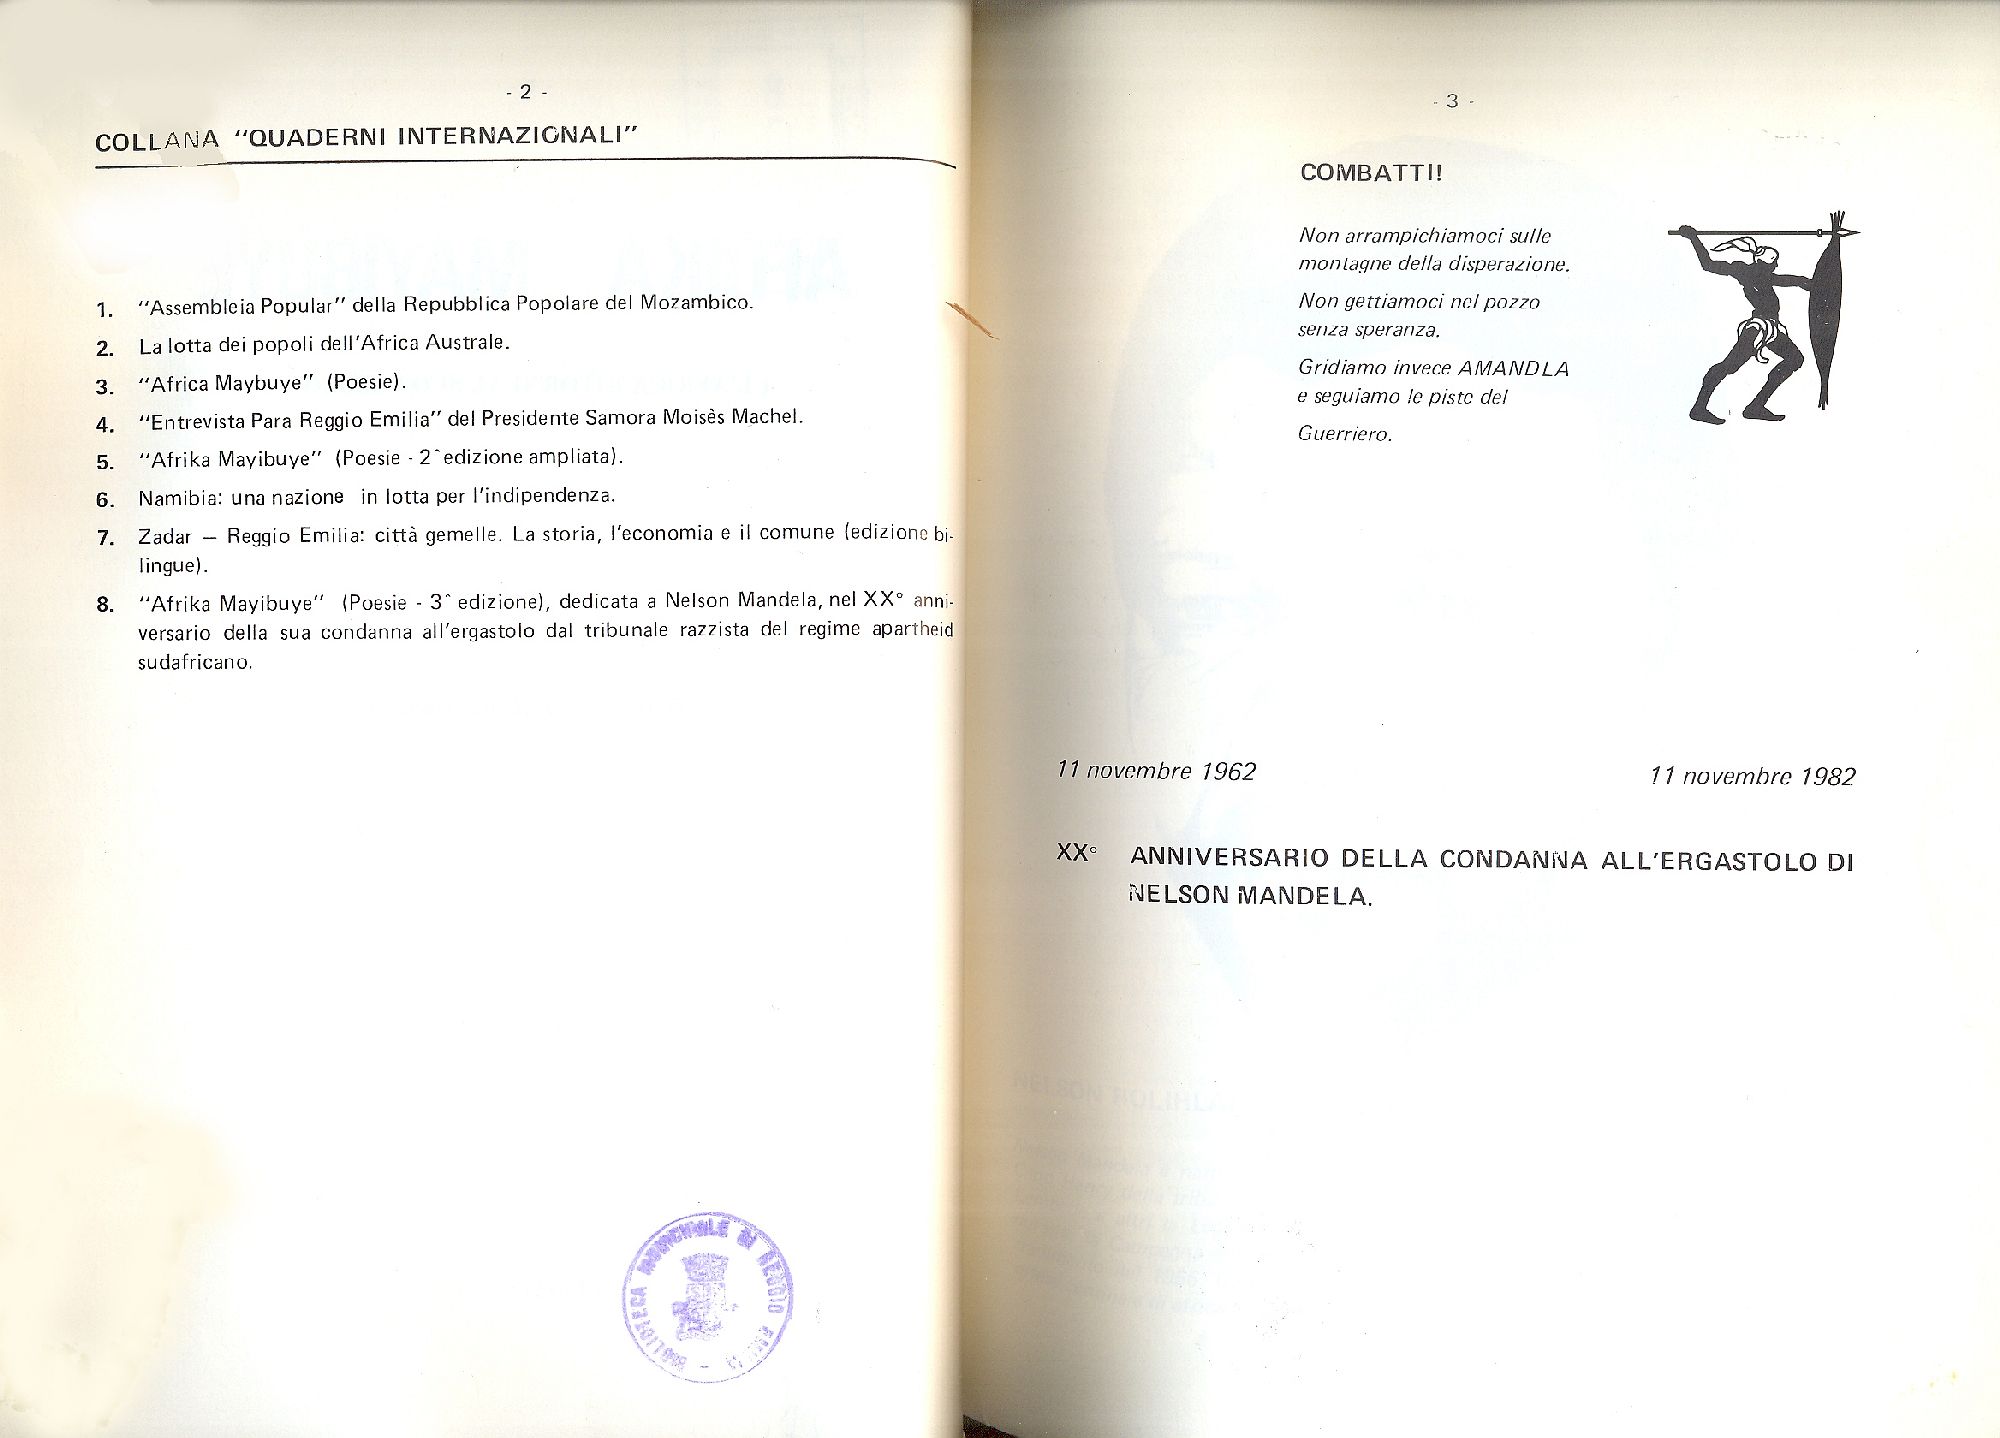 - 2 -
COLLANA "QUADERNI INTERNAZIONALI"
1. "Assembleia Popular" della Repubblica Popolare del Mozambico.
2. La lotta dei popoli dell'Africa Australe.
3. "Africa Maybuye" (Poesie).
4. "Entrevista Para Reggio Emilia" del Presidente Samora Moisès Machel.
5. "Afrika Mayibuye" (Poesie - 2^ edizione ampliata).
6. Namibia: una nazione in lotta per l'indipendenza.
7. Zadar — Reggio Emilia: città gemelle. La storia, l'economia e il comune (edizione bi-
lingue).
8. "Afrika Mayibuye" (Poesie - 3^ edizione), dedicata a Nelson Mandela, nel XX° anni-
versario della sua condanna all'ergastolo dal tribunale razzista del regime apartheid
sudafricano.
BIBLIOTECA MUNICIPALE DI REGGIO
- 3 -
COMBATTI!
Non arrampichiamoci sulle
montagne della disperazione.
Non gettiamoci nel pozzo
senza speranza.
Gridiamo invece AMANDLA
e seguiamo le piste del
Guerriero.
11 novembre 1962 11 novembre 1982
XX° ANNIVERSARIO DELLA CONDANNA ALL'ERGASTOLO DI
NELSON MANDELA.